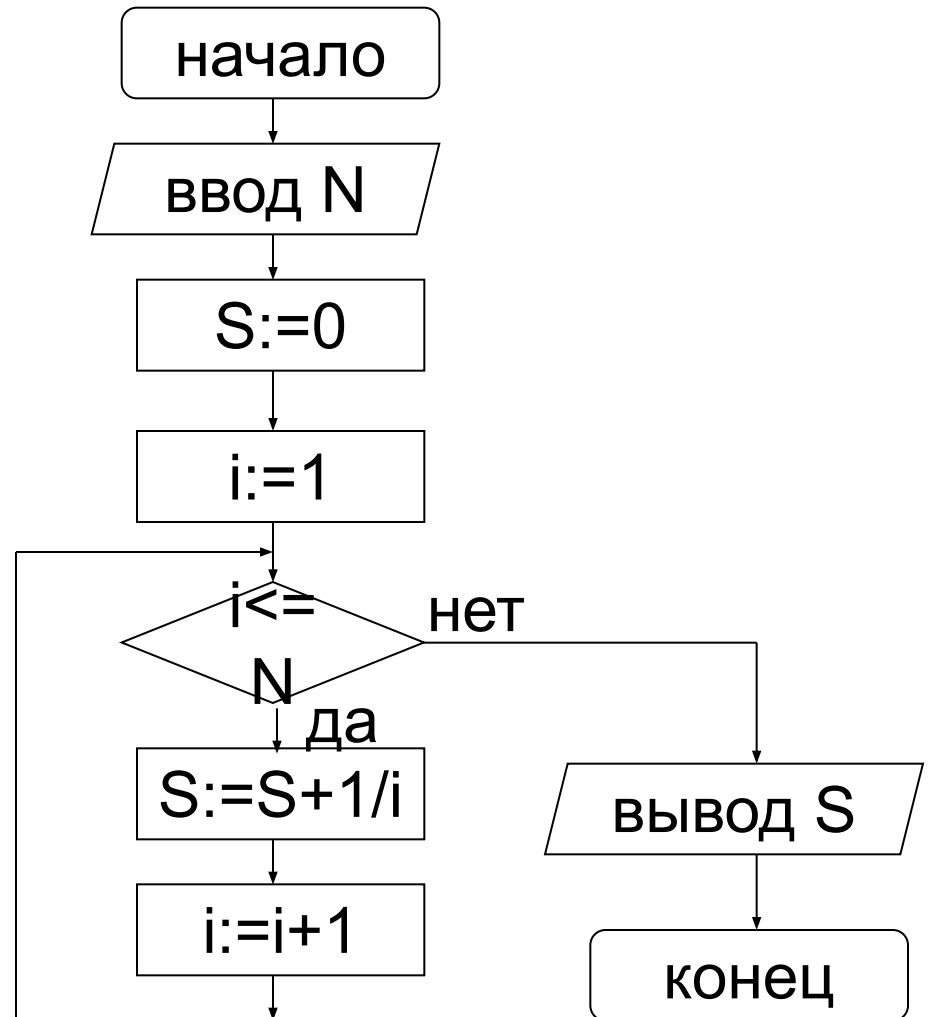 начало
ввод N
S:=0
i:=1
i<=
N
нет
да
S:=S+1/i
i:=i+1
вывод S
конец